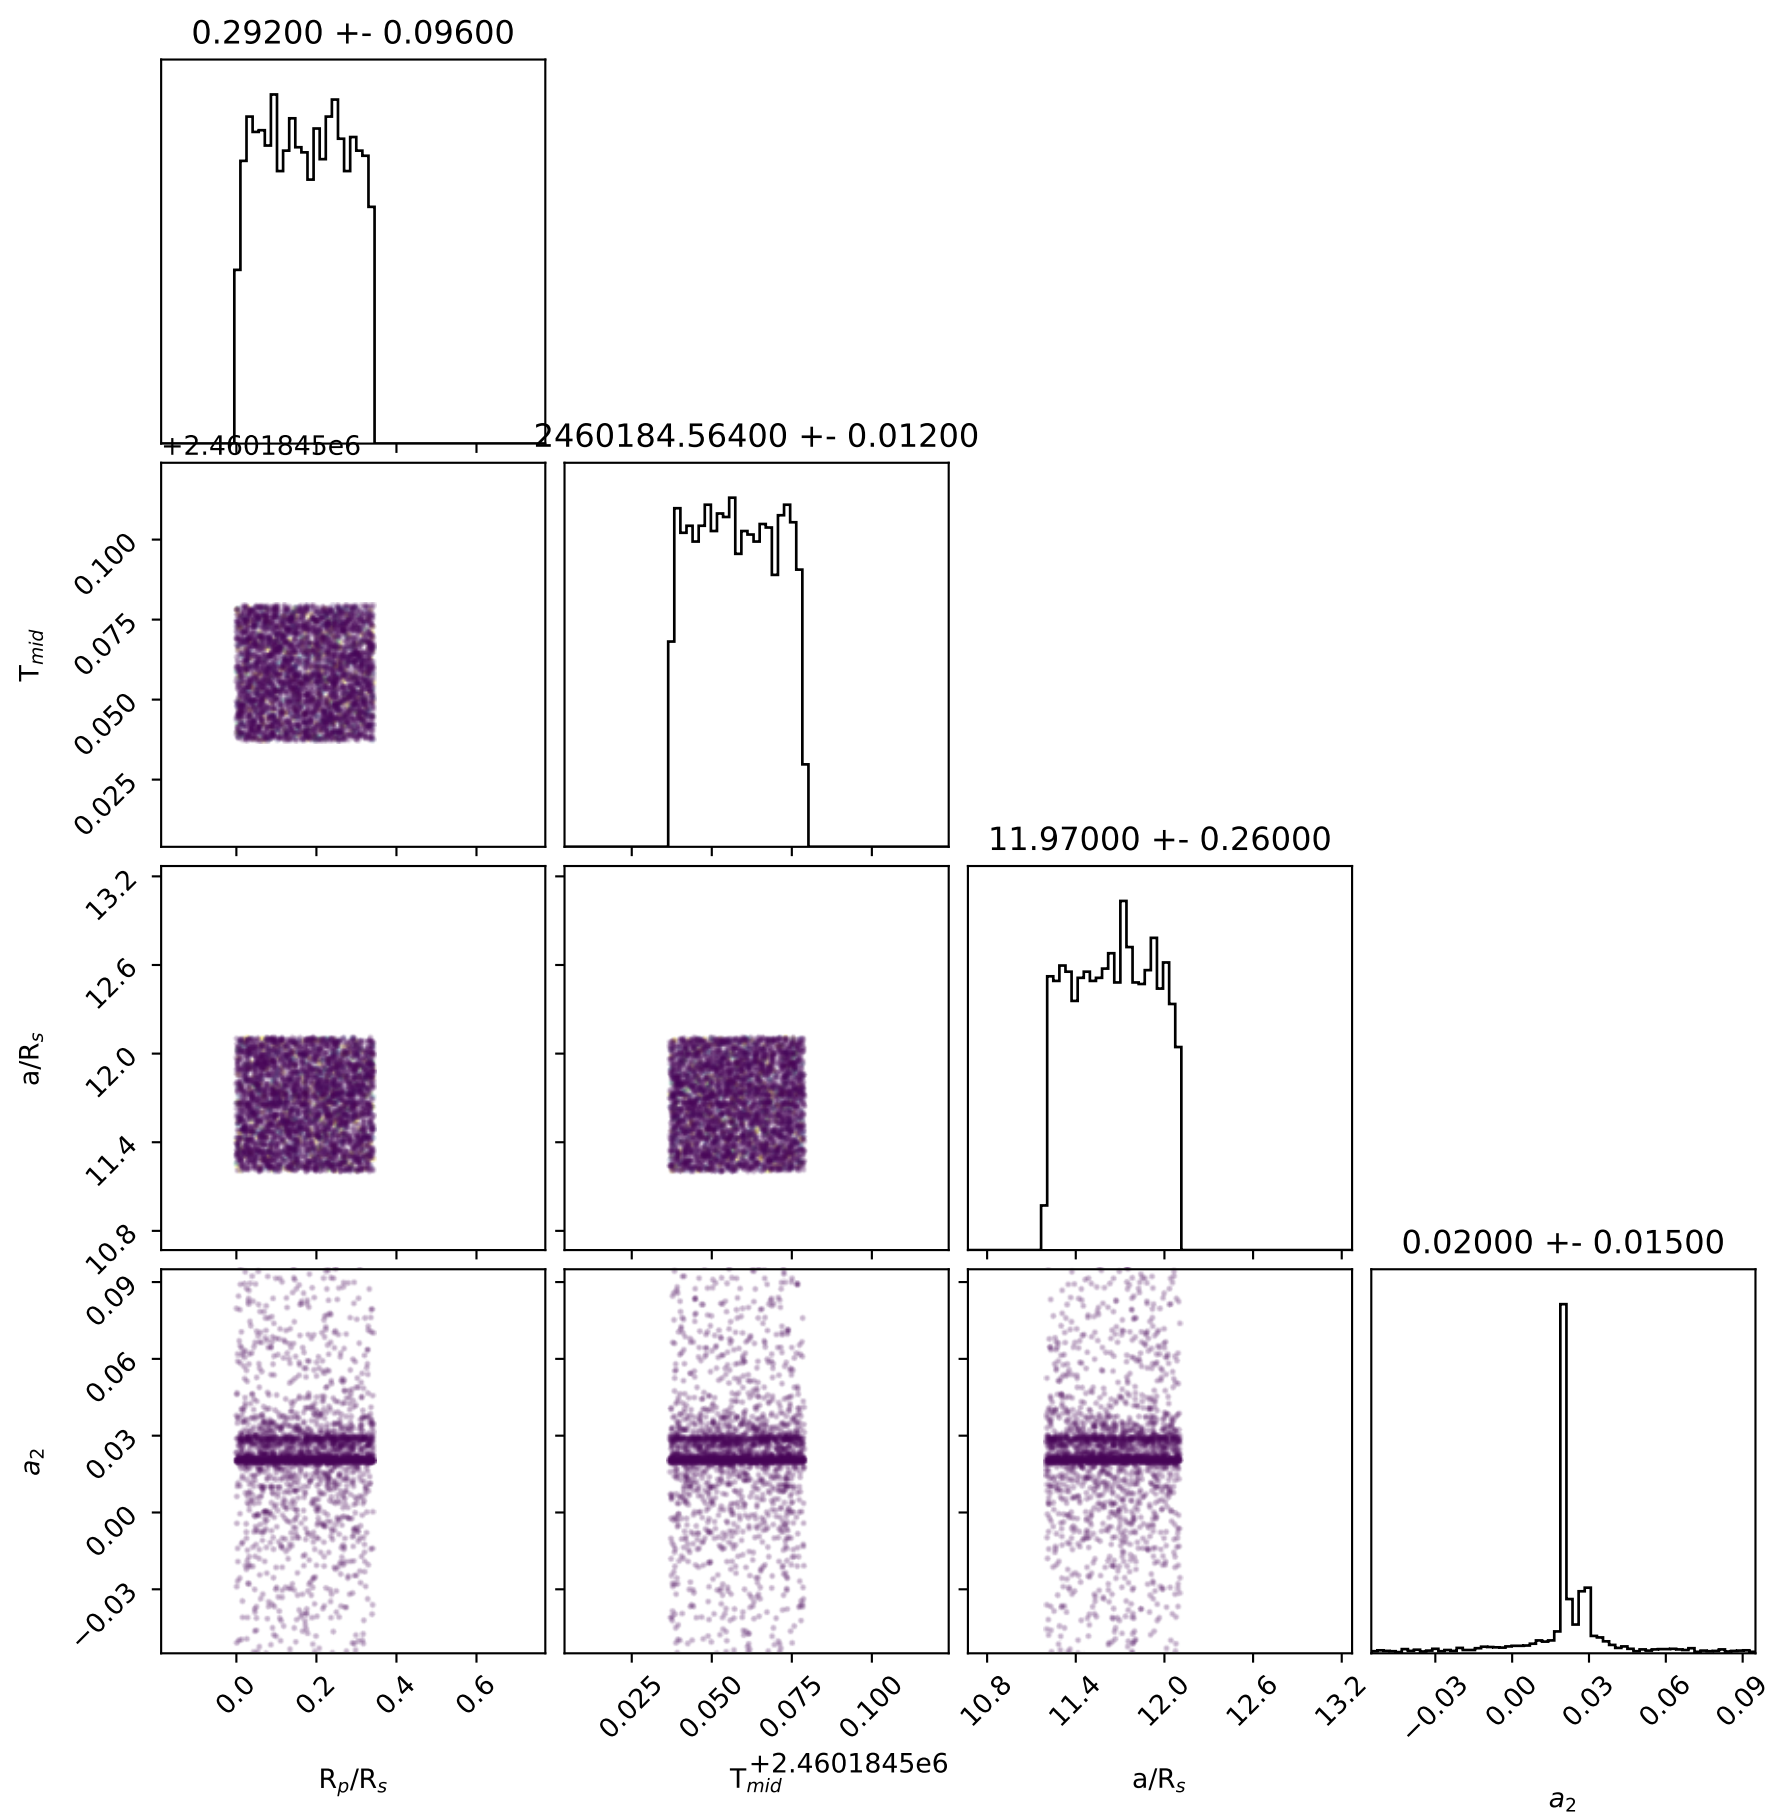 0.29200 +- 0.09600
+2.4601845e6
2460184.56400 +- 0.01200
0.100
0.075
0.050
0.025
T_mid
11.97000 +- 0.26000
13.2
12.6
12.0
11.4
10.8
a/R_s
0.02000 +- 0.01500
0.09
0.06
0.03
0.00
−0.03
a_2
0.0 0.2 0.4 0.6
0.025 0.050 0.075 0.100
10.8 11.4 12.0 12.6 13.2
−0.03 0.00 0.03 0.06 0.09
+2.4601845e6
R_p/R_s
T_mid
a/R_s
a_2